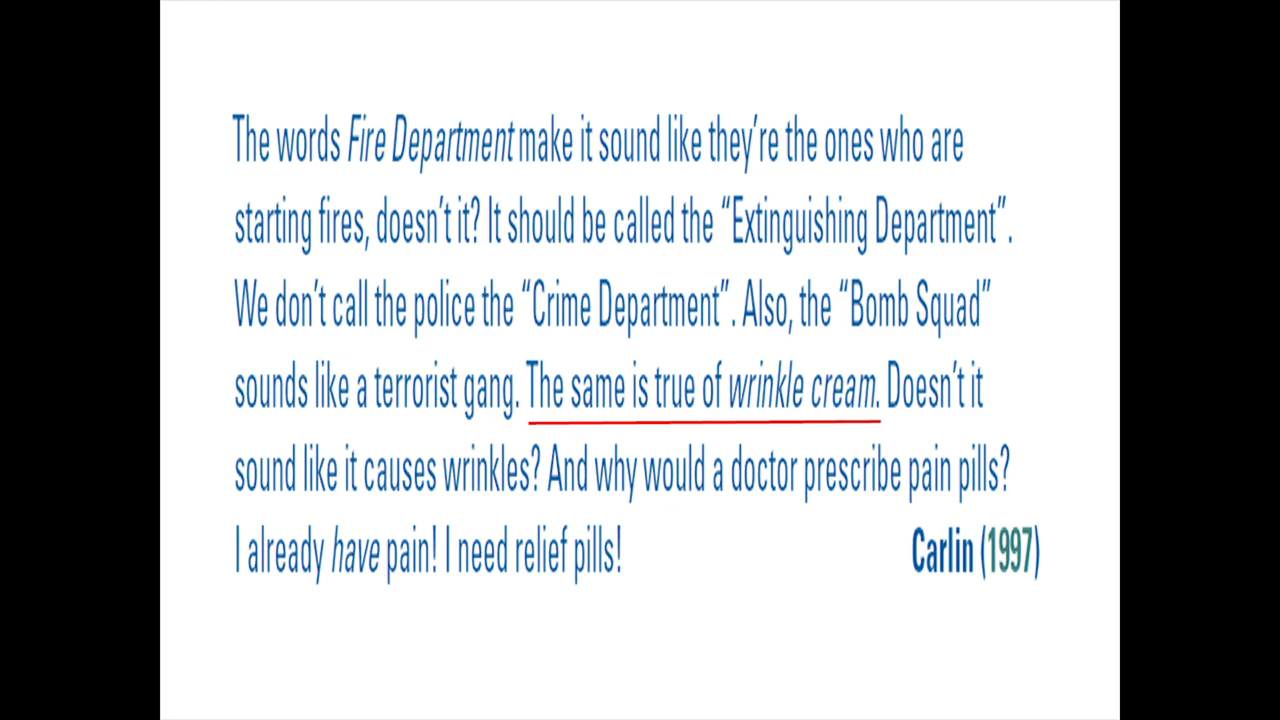 The words Fire Department make it sound like they’re the ones who are
starting fires, doesn’t it? It should be called the “Extinguishing Department”.
We don’t call the police the “Crime Department”. Also, the “Bomb Squad”
sounds like a terrorist gang. The same is true of wrinkle cream. Doesn’t it
sound like it causes wrinkles? And why would a doctor prescribe pain pills?
I already have pain! I need relief pills! Carlin (1997)